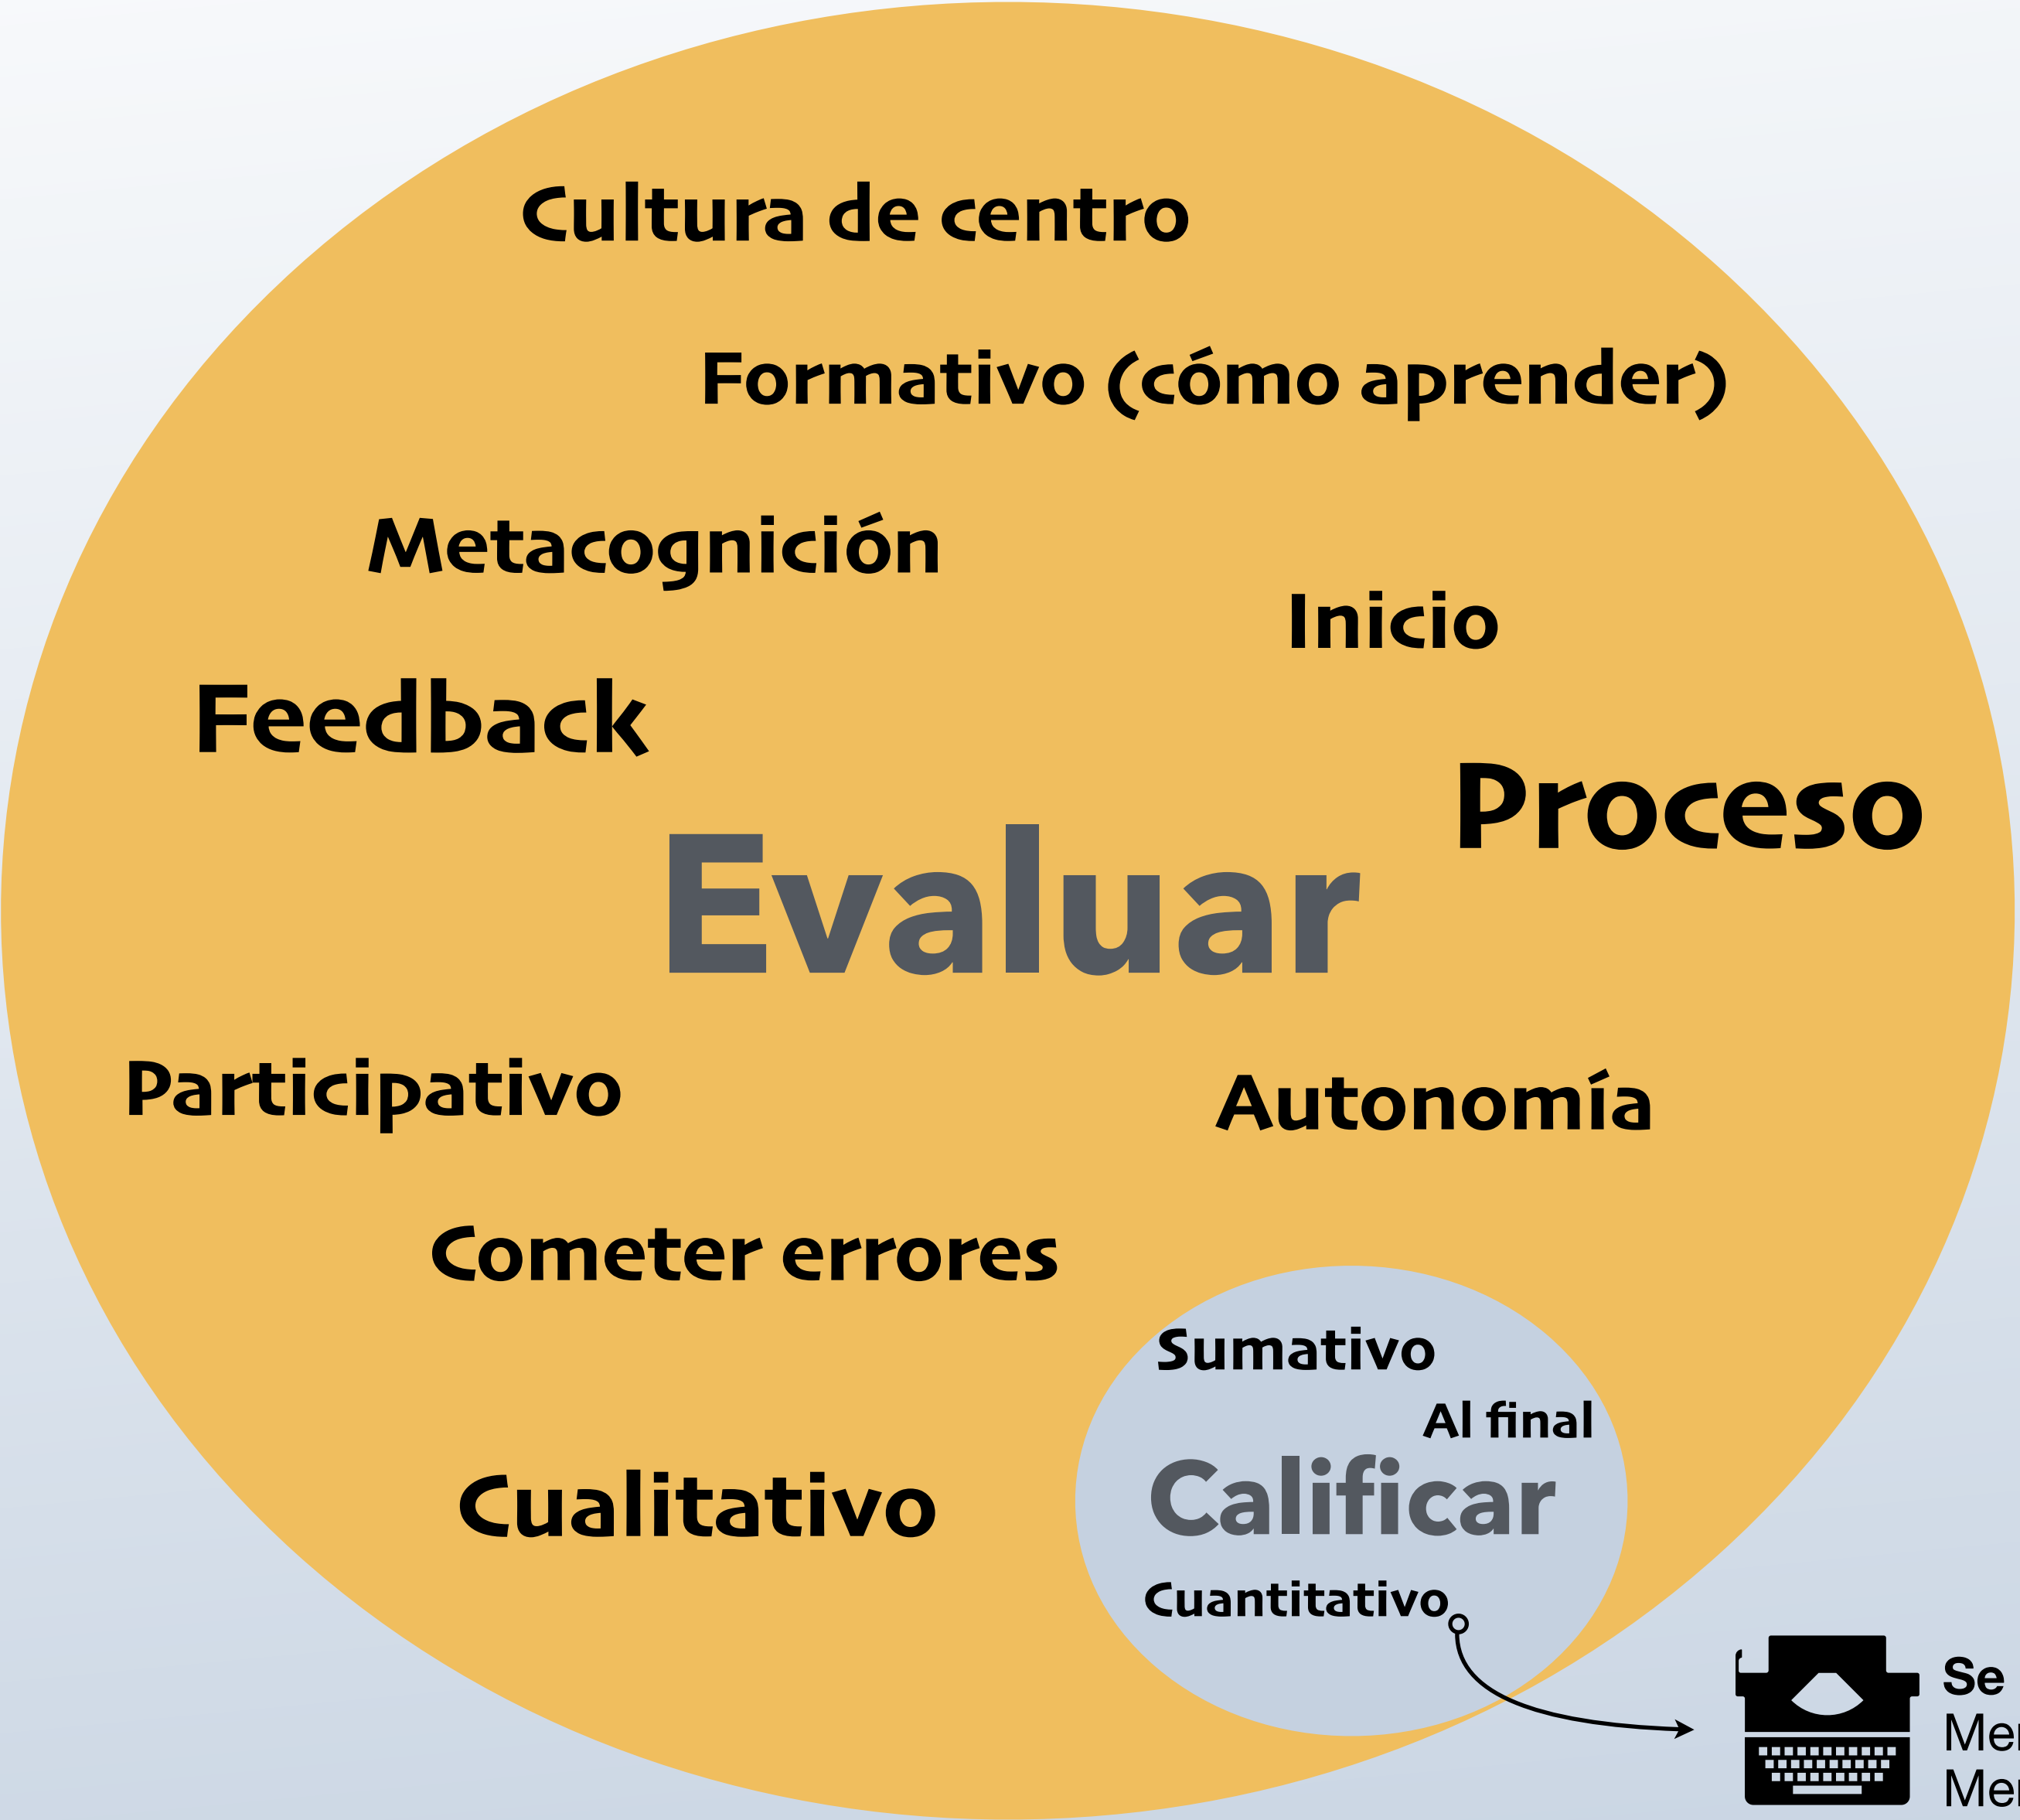 Cultura de centro
Formativo (cómo aprender)
Metacognición
Inicio
Feedback
Proceso
Evaluar
Participativo
Autonomía
Cometer errores
Sumativo
Al final
Calificar
Cualitativo
Cuantitativo
Se